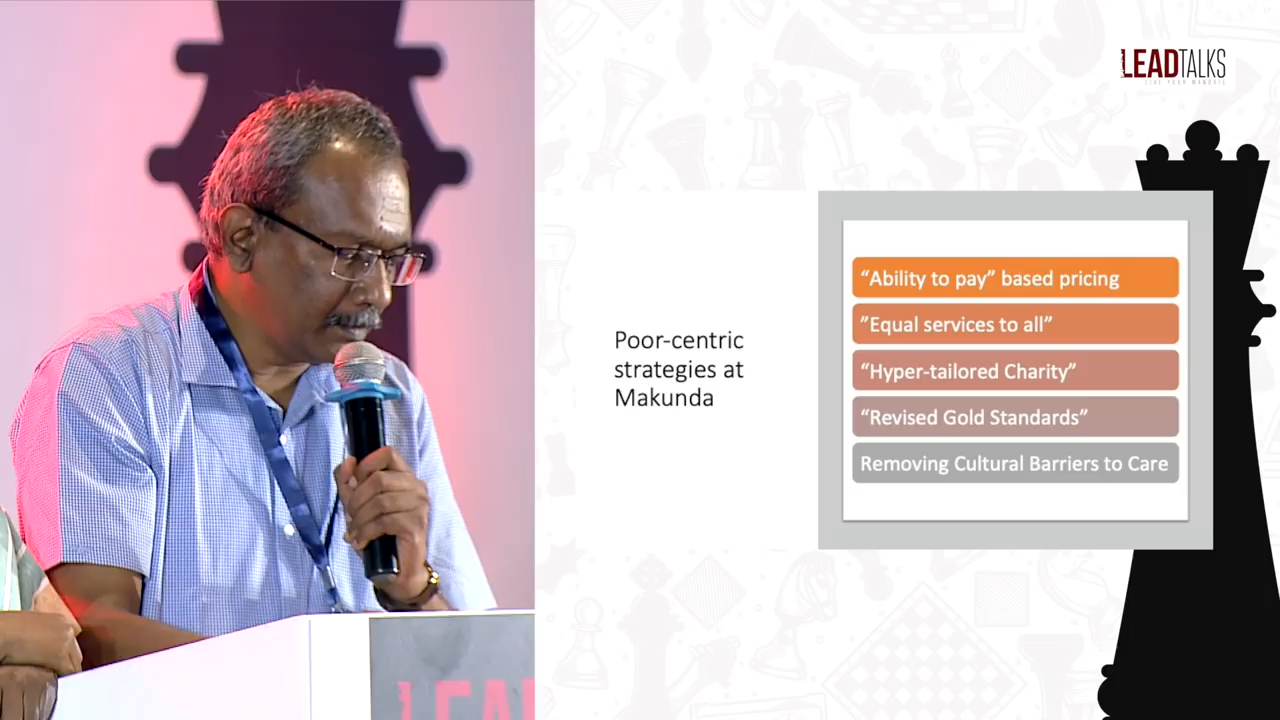 LEADTALKS
Poor-centric
strategies at
Makunda
“Ability to pay” based pricing
”Equal services to all”
“Hyper-tailored Charity”
“Revised Gold Standards”
Removing Cultural Barriers to Care
LEAD